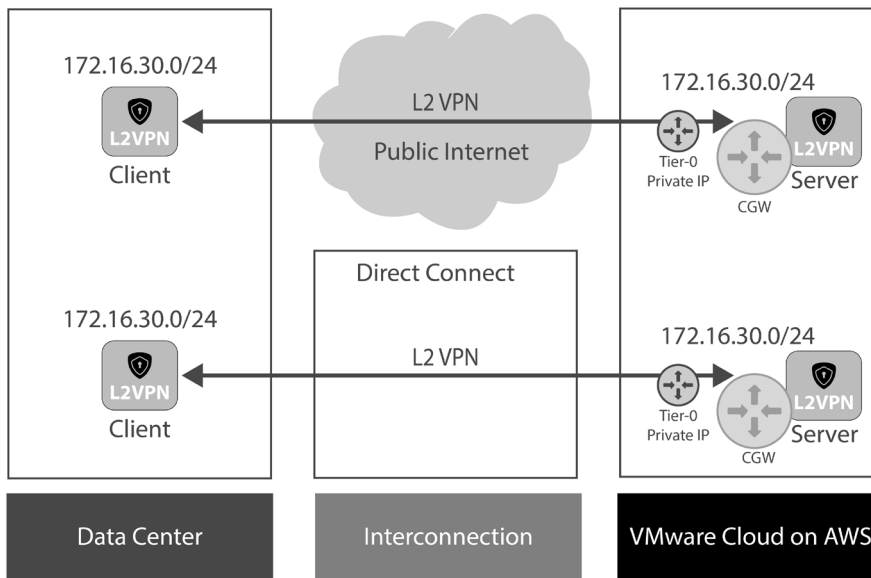 172.16.30.0/24
L2VPN
Client
L2 VPN
Public Internet
172.16.30.0/24
Tier-0
Private IP
CGW
L2VPN
Server
172.16.30.0/24
L2VPN
Client
Direct Connect
L2 VPN
172.16.30.0/24
Tier-0
Private IP
CGW
L2VPN
Server
Data Center
Interconnection
VMware Cloud on AWS